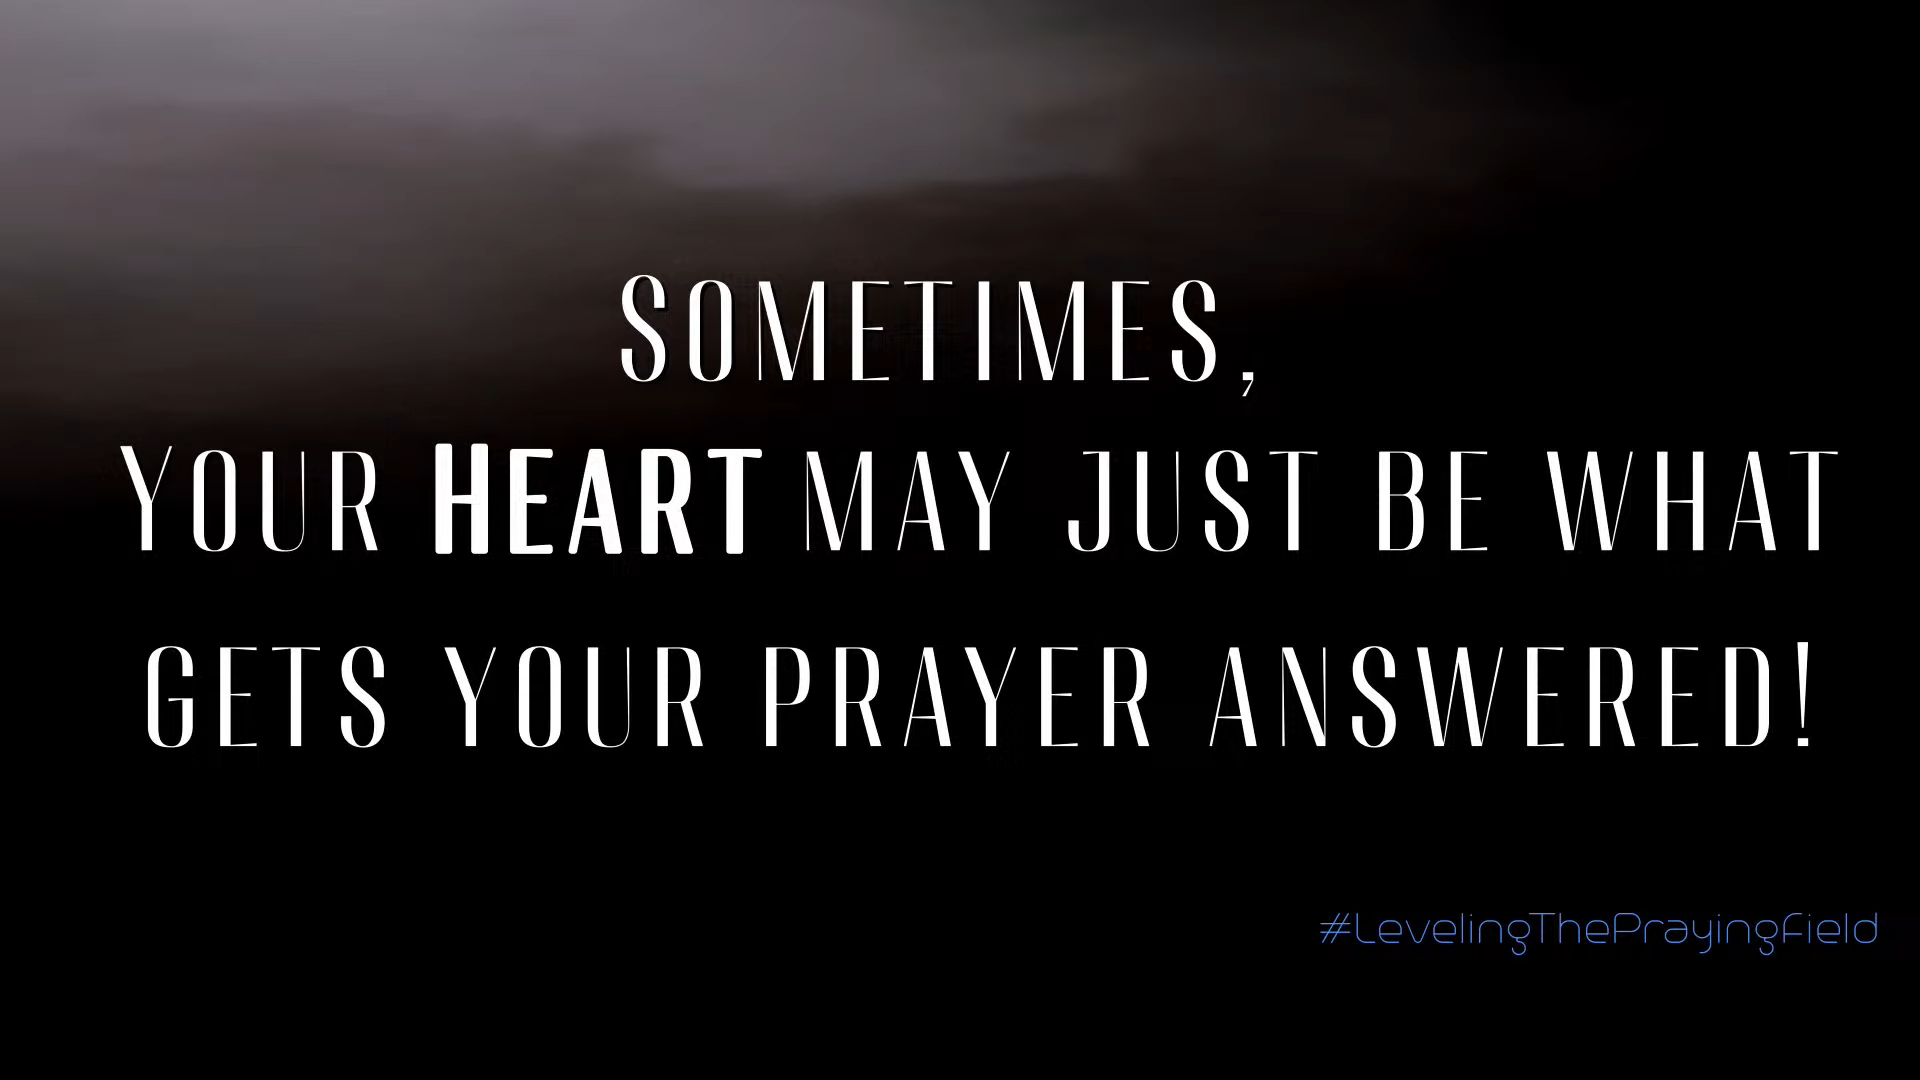 SOMETIMES,
YOUR HEART MAY JUST BE WHAT
GETS YOUR PRAYER ANSWERED!
#LevelingThePrayingField